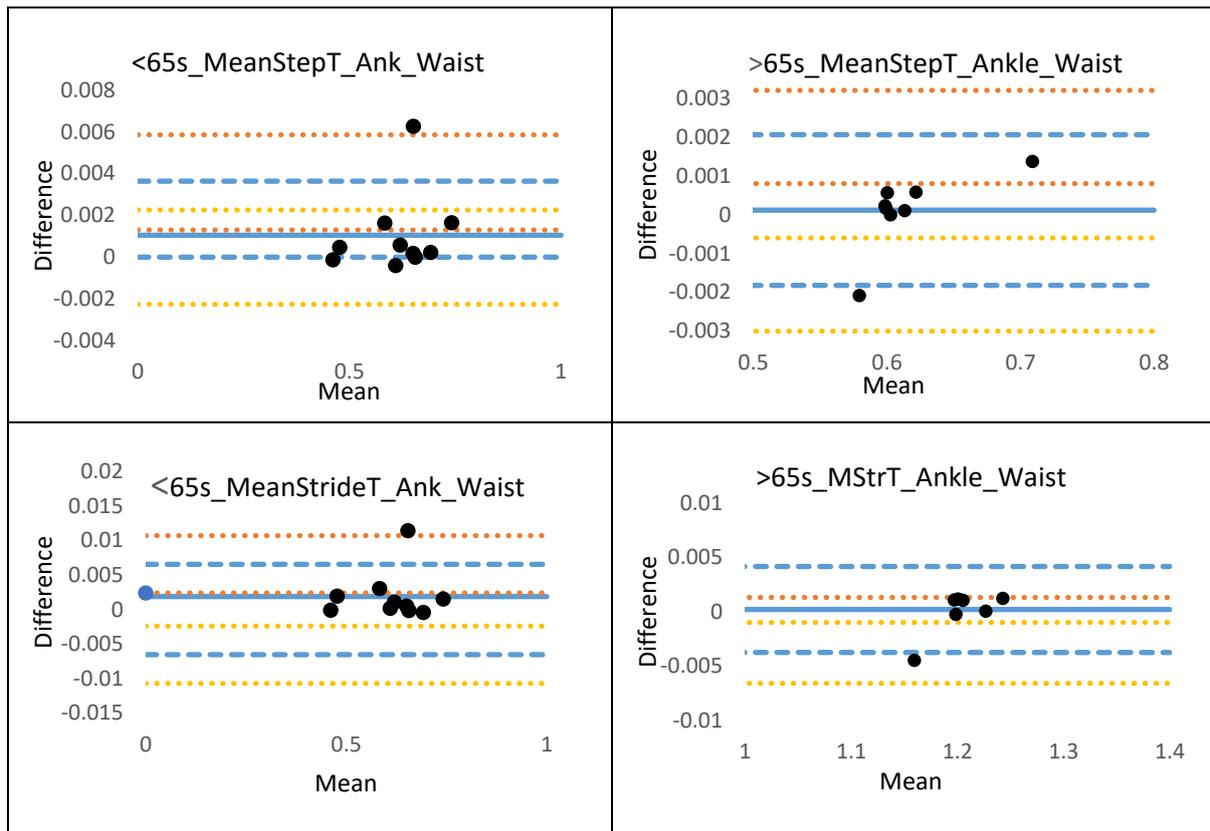 <65s_MeanStepT_Ank_Waist
0.008
0.006
0.004
0.002
0
-0.002
-0.004
Difference
0 0.5 1
Mean
>65s_MeanStepT_Ankle_Waist
0.003
0.002
0.001
0
-0.001
-0.002
-0.003
Difference
0.5 0.6 0.7 0.8
Mean
<65s_MeanStrideT_Ank_Waist
0.02
0.015
0.01
0.005
0
-0.005
-0.01
-0.015
Difference
0 0.5 1
Mean
>65s_MStrT_Ankle_Waist
0.01
0.005
0
-0.005
-0.01
Difference
1 1.1 1.2 1.3 1.4
Mean